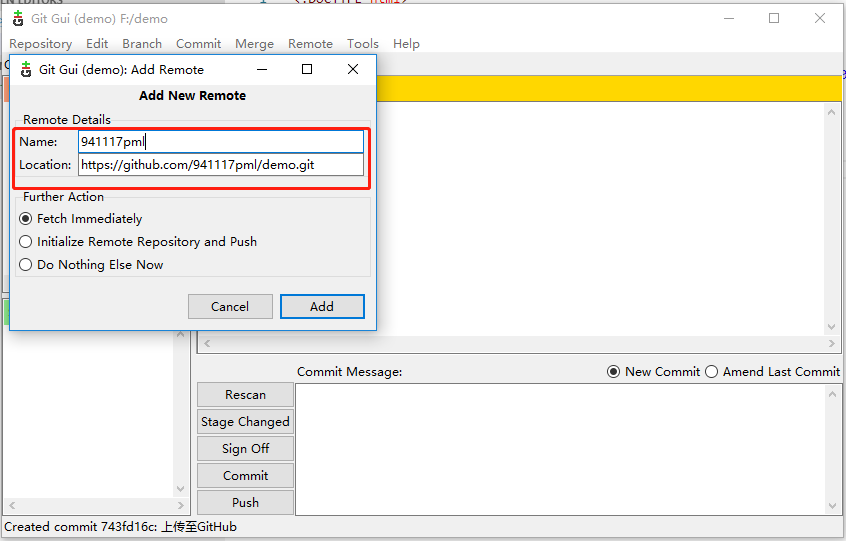 Git Gui (demo) F:/demo
Repository Edit Branch Commit Merge Remote Tools Help
Git Gui (demo): Add Remote
Add New Remote
Remote Details
Name: 941117pml
Location: https://github.com/941117pml/demo.git
Further Action
Fetch Immediately
Initialize Remote Repository and Push
Do Nothing Else Now
Cancel Add
Commit Message: New Commit Amend Last Commit
Rescan
Stage Changed
Sign Off
Commit
Push
Created commit 743fd16c: 上传至GitHub